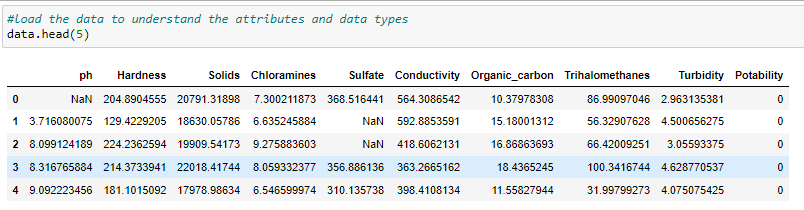 #load the data to understand the attributes and data types
data.head(5)
ph Hardness Solids Chloramines Sulfate Conductivity Organic_carbon Trihalomethanes Turbidity Potability
0 NaN 204.8904555 20791.31898 7.300211873 368.516441 564.3086542 10.37978308 86.99097046 2.963135381 0
1 3.716080075 129.4229205 18630.05786 6.635245884 NaN 592.8853591 15.18001312 56.32907628 4.500656275 0
2 8.099124189 224.2362594 19909.54173 9.275883603 NaN 418.6062131 16.86863693 66.42009251 3.05593375 0
3 8.316765884 214.3733941 22018.41744 8.059332377 356.886136 363.2665162 18.4365245 100.3416744 4.628770537 0
4 9.092223456 181.1015092 17978.98634 6.546599974 310.135738 398.4108134 11.55827944 31.99799273 4.075075425 0